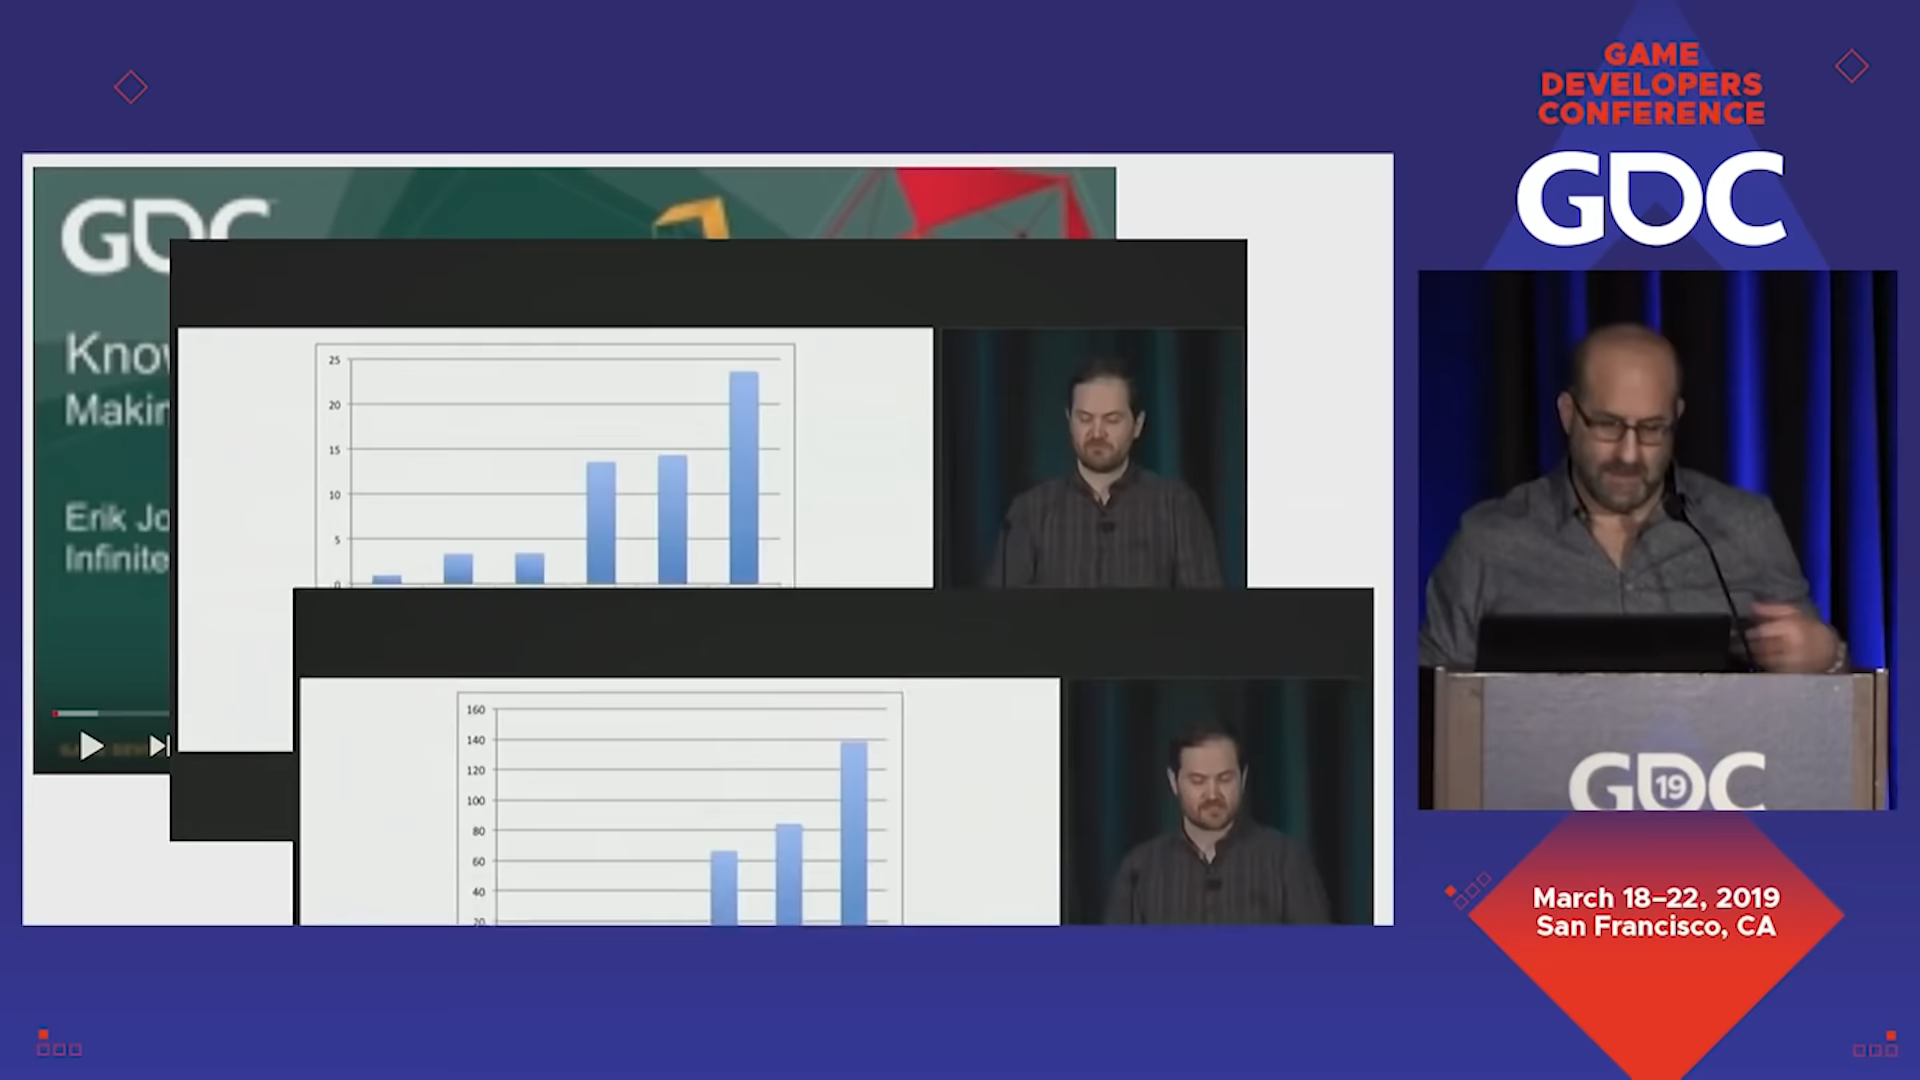 GAME
DEVELOPERS
CONFERENCE
GDC
GDC
Know
Makin
Erik Jo
Infinite
25
20
15
10
5
0
160
140
120
100
80
60
40
20
GDC
19
March 18–22, 2019
San Francisco, CA